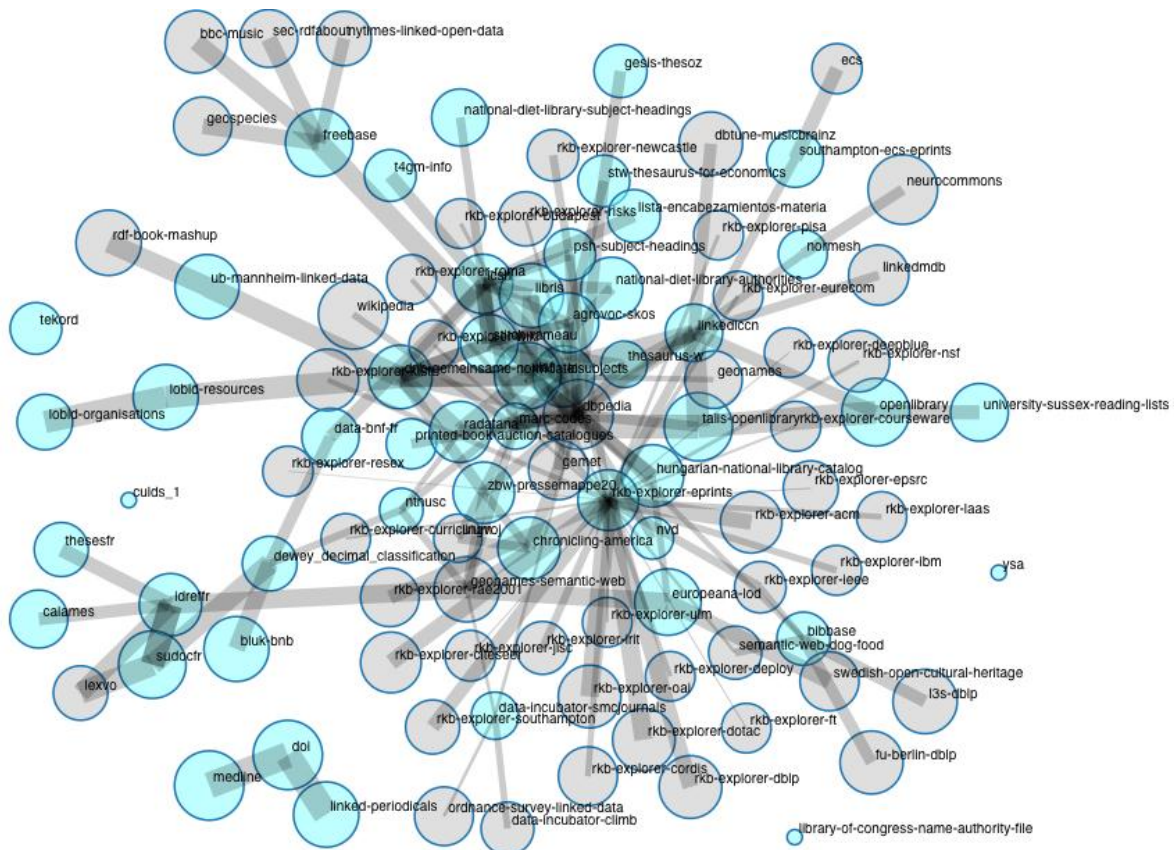 bbc-music
sec-rdfabout
nytimes-linked-open-data
gesis-thesoz
ecs
geospecies
freebase
national-diet-library-subject-headings
dbtune-musicbrainz
rkb-explorer-newcastle
southampton-ecs-eprints
t4gm-info
stw-thesaurus-for-economics
neurocommons
rkb-explorer-budapest
rkb-explorer-risks
lista-encabezamientos-materia
rkb-explorer-pisa
rdf-book-mashup
psh-subject-headings
normesh
ub-mannheim-linked-data
rkb-explorer-roma
linkedmdb
national-diet-library-authorities
libris
rkb-explorer-eurecom
wikipedia
agrovoc-skos
tekord
linkedlccn
rkb-explorer-deepblue
rkb-explorer-nsf
thesaurus-w
geonames
lobid-resources
dbpedia
openlibrary
university-sussex-reading-lists
lobid-organisations
marc-codes
talis-openlibrary
rkb-explorer-courseware
radatana
data-bnf-fr
printed-book-auction-catalogues
gemet
rkb-explorer-resex
hungarian-national-library-catalog
zbw-pressemappe20
rkb-explorer-eprints
rkb-explorer-epsrc
culds_1
nthusc
rkb-explorer-acm
rkb-explorer-laas
thesesfr
nvd
chronicling-america
dewey_decimal_classification
rkb-explorer-ibm
ysa
geonames-semantic-web
rkb-explorer-ieee
rkb-explorer-rae2001
europeana-lod
idreffr
calames
rkb-explorer-ulm
bibbase
bluk-bnb
rkb-explorer-jisc
rkb-explorer-irit
semantic-web-dog-food
sudocfr
rkb-explorer-citeseer
rkb-explorer-deploy
swedish-open-cultural-heritage
lexvo
rkb-explorer-oai
l3s-dblp
data-incubator-smcjournals
rkb-explorer-southampton
rkb-explorer-ft
rkb-explorer-dotac
doi
fu-berlin-dblp
medline
rkb-explorer-cordis
rkb-explorer-dblp
linked-periodicals
ordnance-survey-linked-data
data-incubator-climb
library-of-congress-name-authority-file